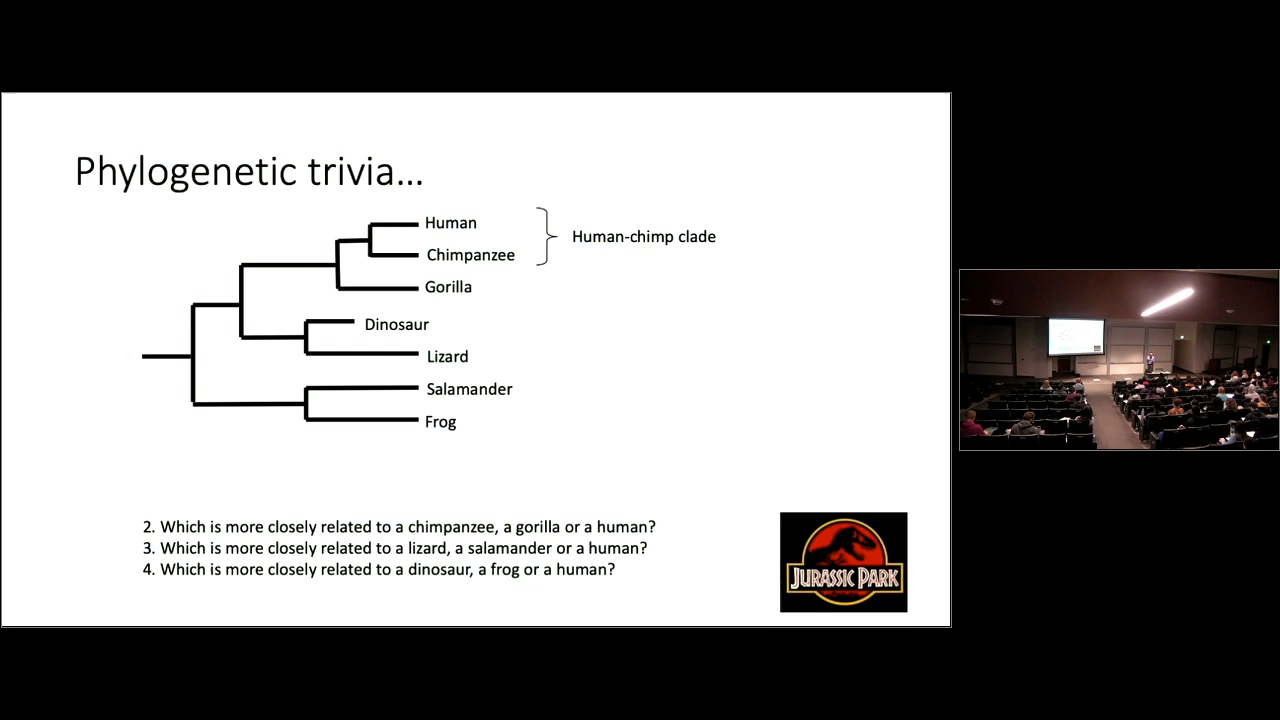 Phylogenetic trivia...
Human
Human-chimp clade
Chimpanzee
Gorilla
Dinosaur
Lizard
Salamander
Frog
2. Which is more closely related to a chimpanzee, a gorilla or a human?
3. Which is more closely related to a lizard, a salamander or a human?
4. Which is more closely related to a dinosaur, a frog or a human?
JURASSIC PARK